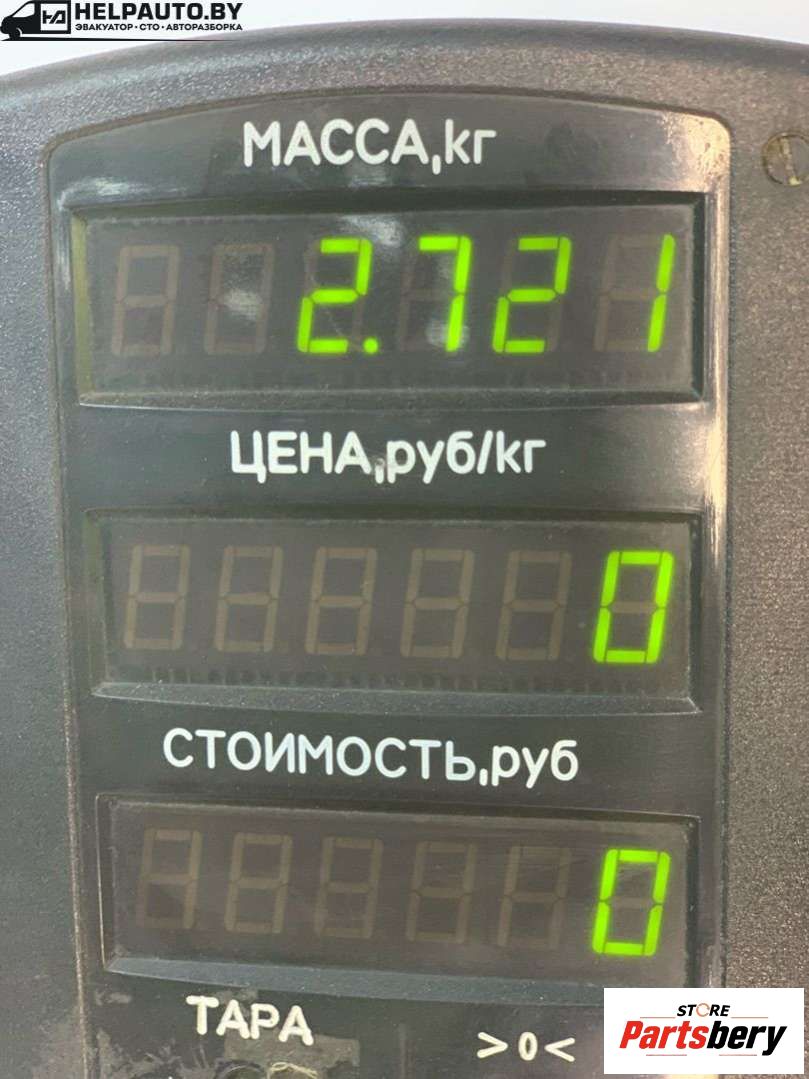 HELPAUTO.BY
ЭВАКУАТОР • СТО • АВТОРАЗБОРКА
МАССА,кг
2.721
ЦЕНА,руб/кг
0
СТОИМОСТЬ,руб
0
ТАРА
>0<
STORE
Partsbery